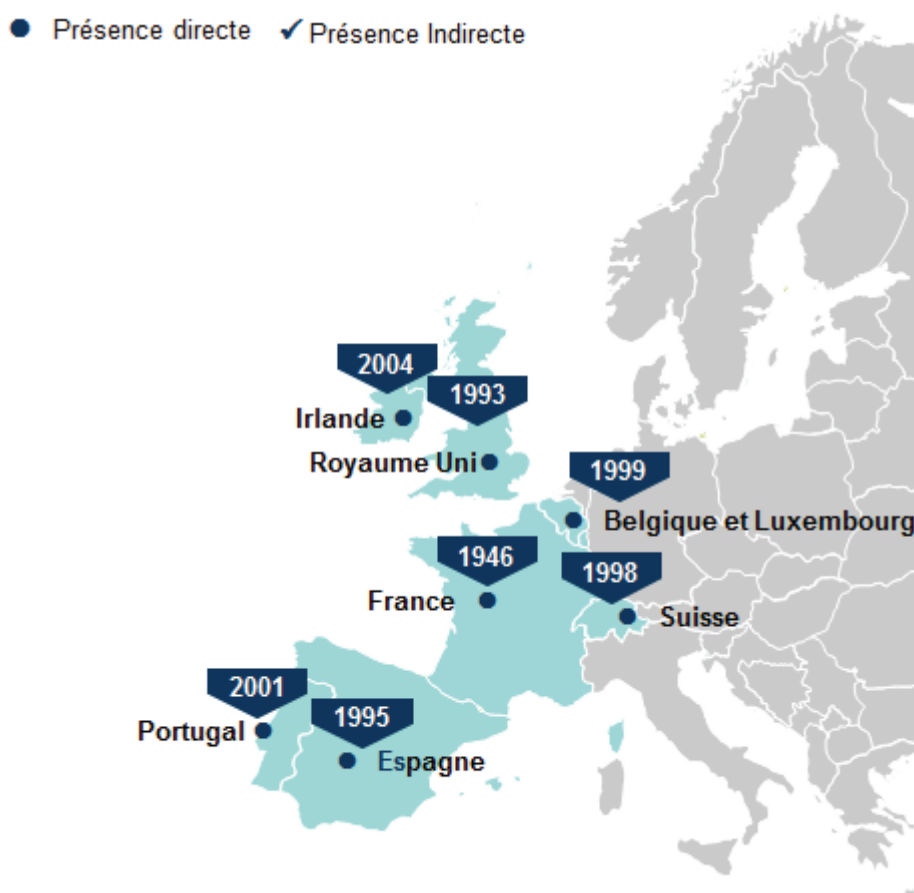 Présence directe
✓ Présence Indirecte
2004
1993
Irlande
Royaume Uni
1999
Belgique et Luxembourg
1946
1998
France
Suisse
2001
1995
Portugal
Espagne